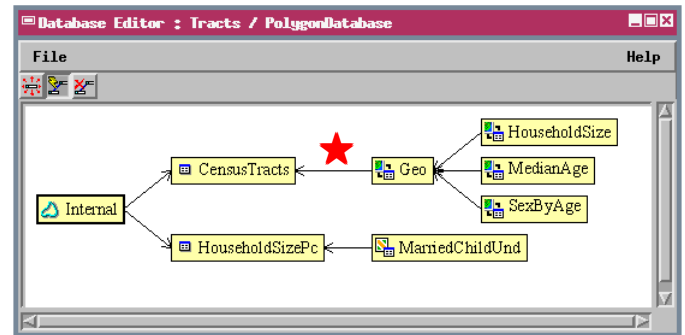 Database Editor : Tracts / PolygonDatabase
File Help
HouseholdSize
CensusTracts Geo MedianAge
Internal SexByAge
HouseholdSizePc MarriedChildUnd